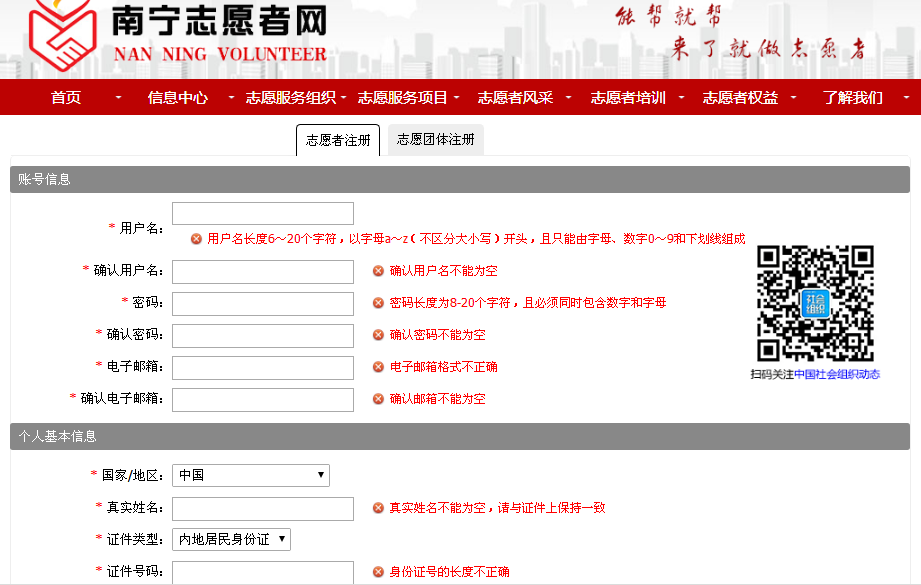 南宁志愿者网
NAN NING VOLUNTEER
能帮就帮
来了就做志愿者
首页 信息中心 志愿服务组织 志愿服务项目 志愿者风采 志愿者培训 志愿者权益 了解我们
志愿者注册 志愿团体注册
账号信息
* 用户名:
用户名长度6~20个字符，以字母a~z(不区分大小写)开头，且只能由字母、数字0~9和下划线组成
* 确认用户名: 确认用户名不能为空
* 密码: 密码长度为8-20个字符，且必须同时包含数字和字母
* 确认密码: 确认密码不能为空
* 电子邮箱: 电子邮箱格式不正确
* 确认电子邮箱: 确认邮箱不能为空
社会
组织
扫码关注中国社会组织动态
个人基本信息
* 国家/地区: 中国
* 真实姓名: 真实姓名不能为空，请与证件上保持一致
* 证件类型: 内地居民身份证
* 证件号码: 身份证号的长度不正确